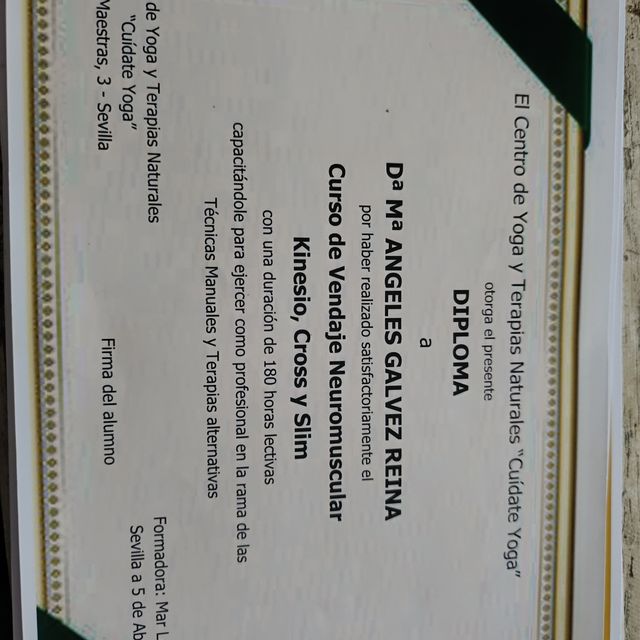 El Centro de Yoga y Terapias Naturales "Cuídate Yoga"
otorga el presente
DIPLOMA
a
Dª Mª ANGELES GALVEZ REINA
por haber realizado satisfactoriamente el
Curso de Vendaje Neuromuscular
Kinesio, Cross y Slim
con una duración de 180 horas lectivas
capacitándole para ejercer como profesional en la rama de las
Técnicas Manuales y Terapias alternativas
de Yoga y Terapias Naturales
"Cuídate Yoga"
Maestras, 3 - Sevilla
Firma del alumno
Formadora: Mar
Sevilla a 5 de